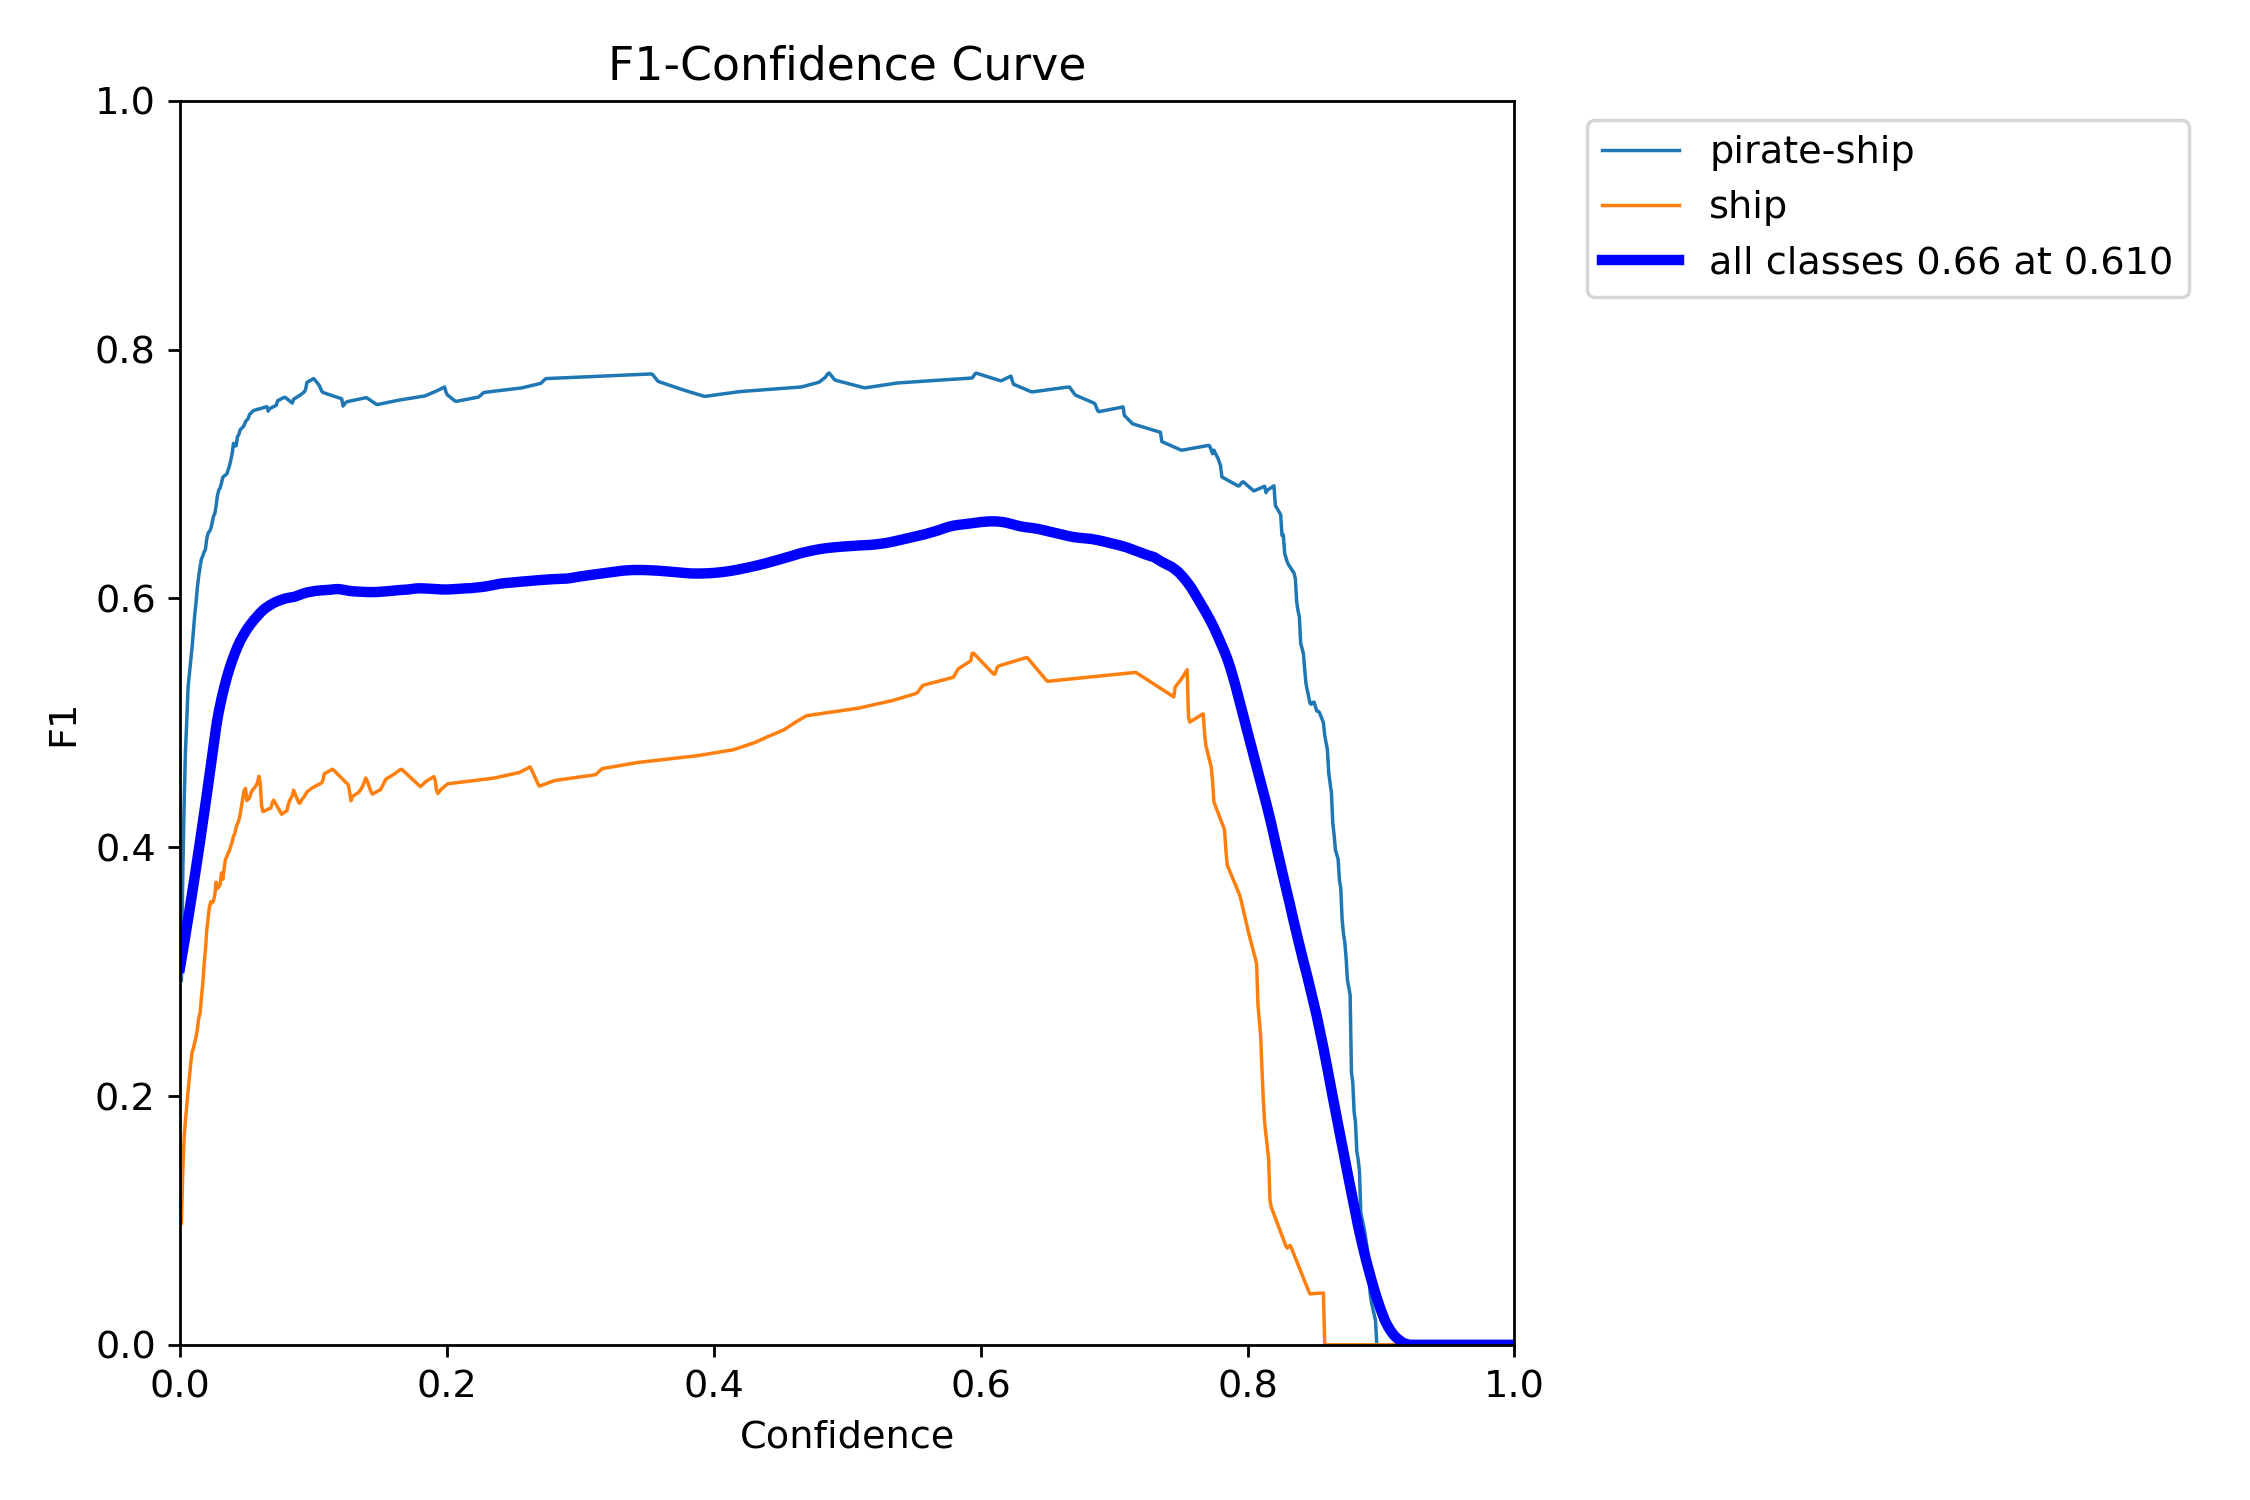 F1-Confidence Curve
1.0
0.8
0.6
0.4
0.2
0.0
F1
0.0 0.2 0.4 0.6 0.8 1.0
Confidence
pirate-ship
ship
all classes 0.66 at 0.610